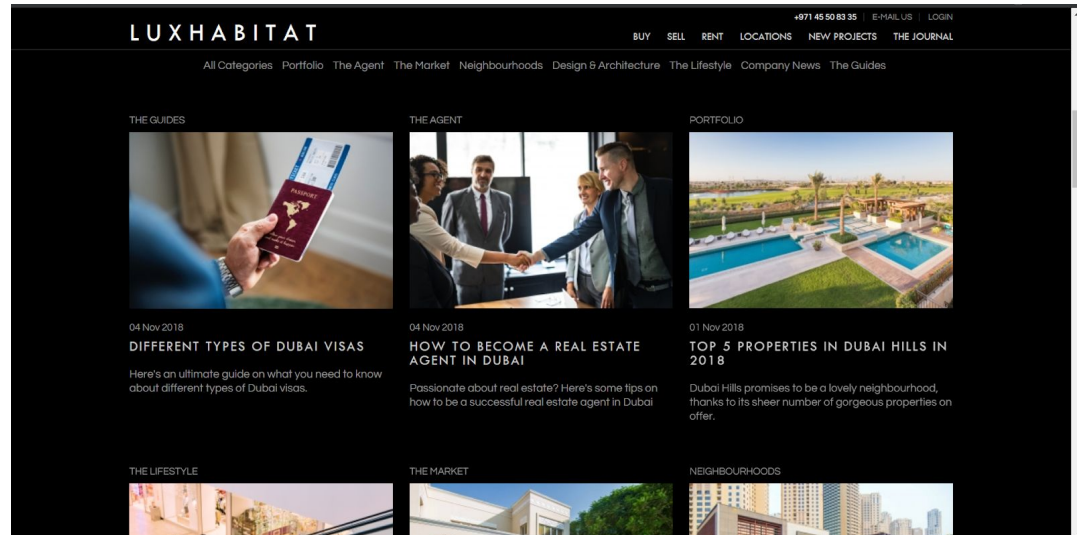 +971 45 50 83 35 | E-MAIL US | LOGIN
LUXHABITAT
BUY SELL RENT LOCATIONS NEW PROJECTS THE JOURNAL
All Categories Portfolio The Agent The Market Neighbourhoods Design & Architecture The Lifestyle Company News The Guides
THE GUIDES
PASSPORT
04 Nov 2018
DIFFERENT TYPES OF DUBAI VISAS
Here's an ultimate guide on what you need to know
about different types of Dubai visas.
THE AGENT
04 Nov 2018
HOW TO BECOME A REAL ESTATE
AGENT IN DUBAI
Passionate about real estate? Here's some tips on
how to be a successful real estate agent in Dubai
PORTFOLIO
01 Nov 2018
TOP 5 PROPERTIES IN DUBAI HILLS IN
2018
Dubai Hills promises to be a lovely neighbourhood,
thanks to its sheer number of gorgeous properties on
offer.
THE LIFESTYLE
THE MARKET
NEIGHBOURHOODS